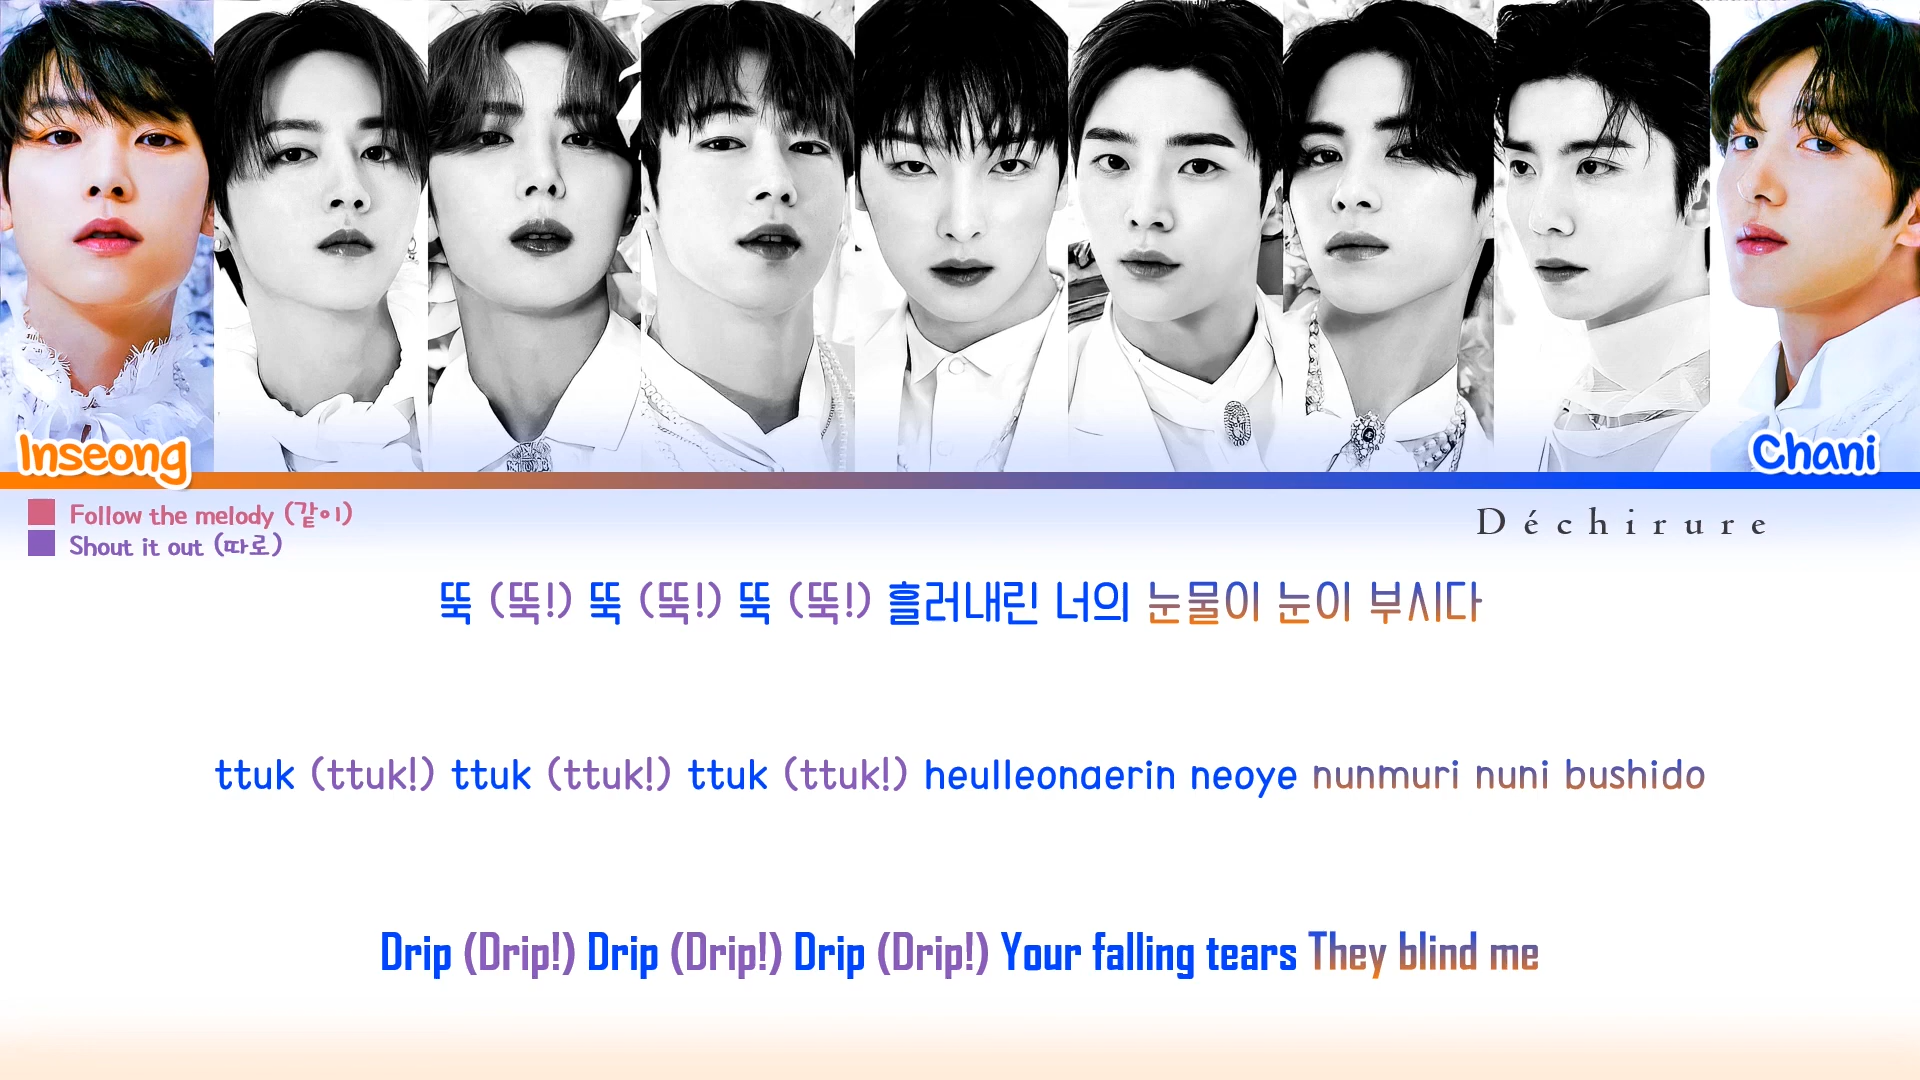 Inseong
Chani
Follow the melody (같이)
Shout it out (따로)
Déchirure
뚝 (뚝!) 뚝 (뚝!) 뚝 (뚝!) 흘러내린 너의 눈물이 눈이 부시다
ttuk (ttuk!) ttuk (ttuk!) ttuk (ttuk!) heulleonaerin neoye nunmuri nuni bushido
Drip (Drip!) Drip (Drip!) Drip (Drip!) Your falling tears They blind me